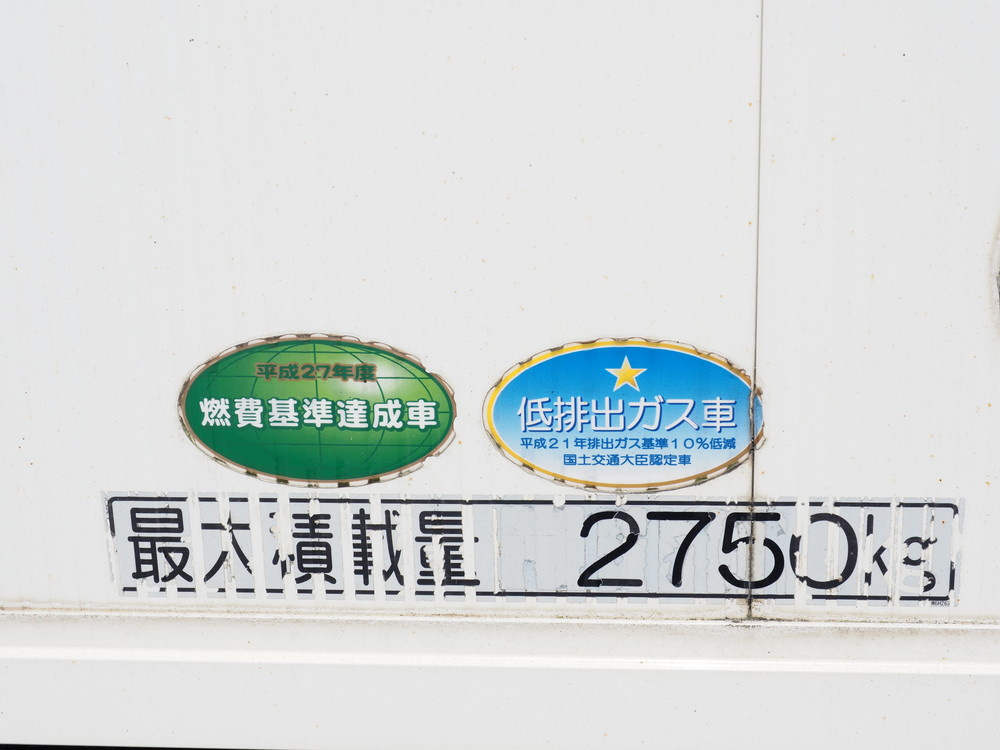 平成27年度
燃費基準達成車
低排出ガス車
平成21年排出ガス基準10%低減
国土交通大臣認定車
最大積載量 2750kg